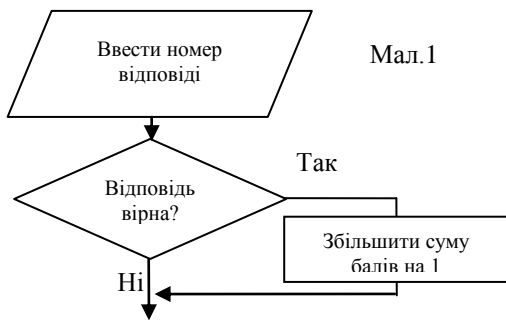 Ввести номер
відповіді
Мал.1
Відповідь
вірна?
Так
Збільшити суму
балів на 1
Ні